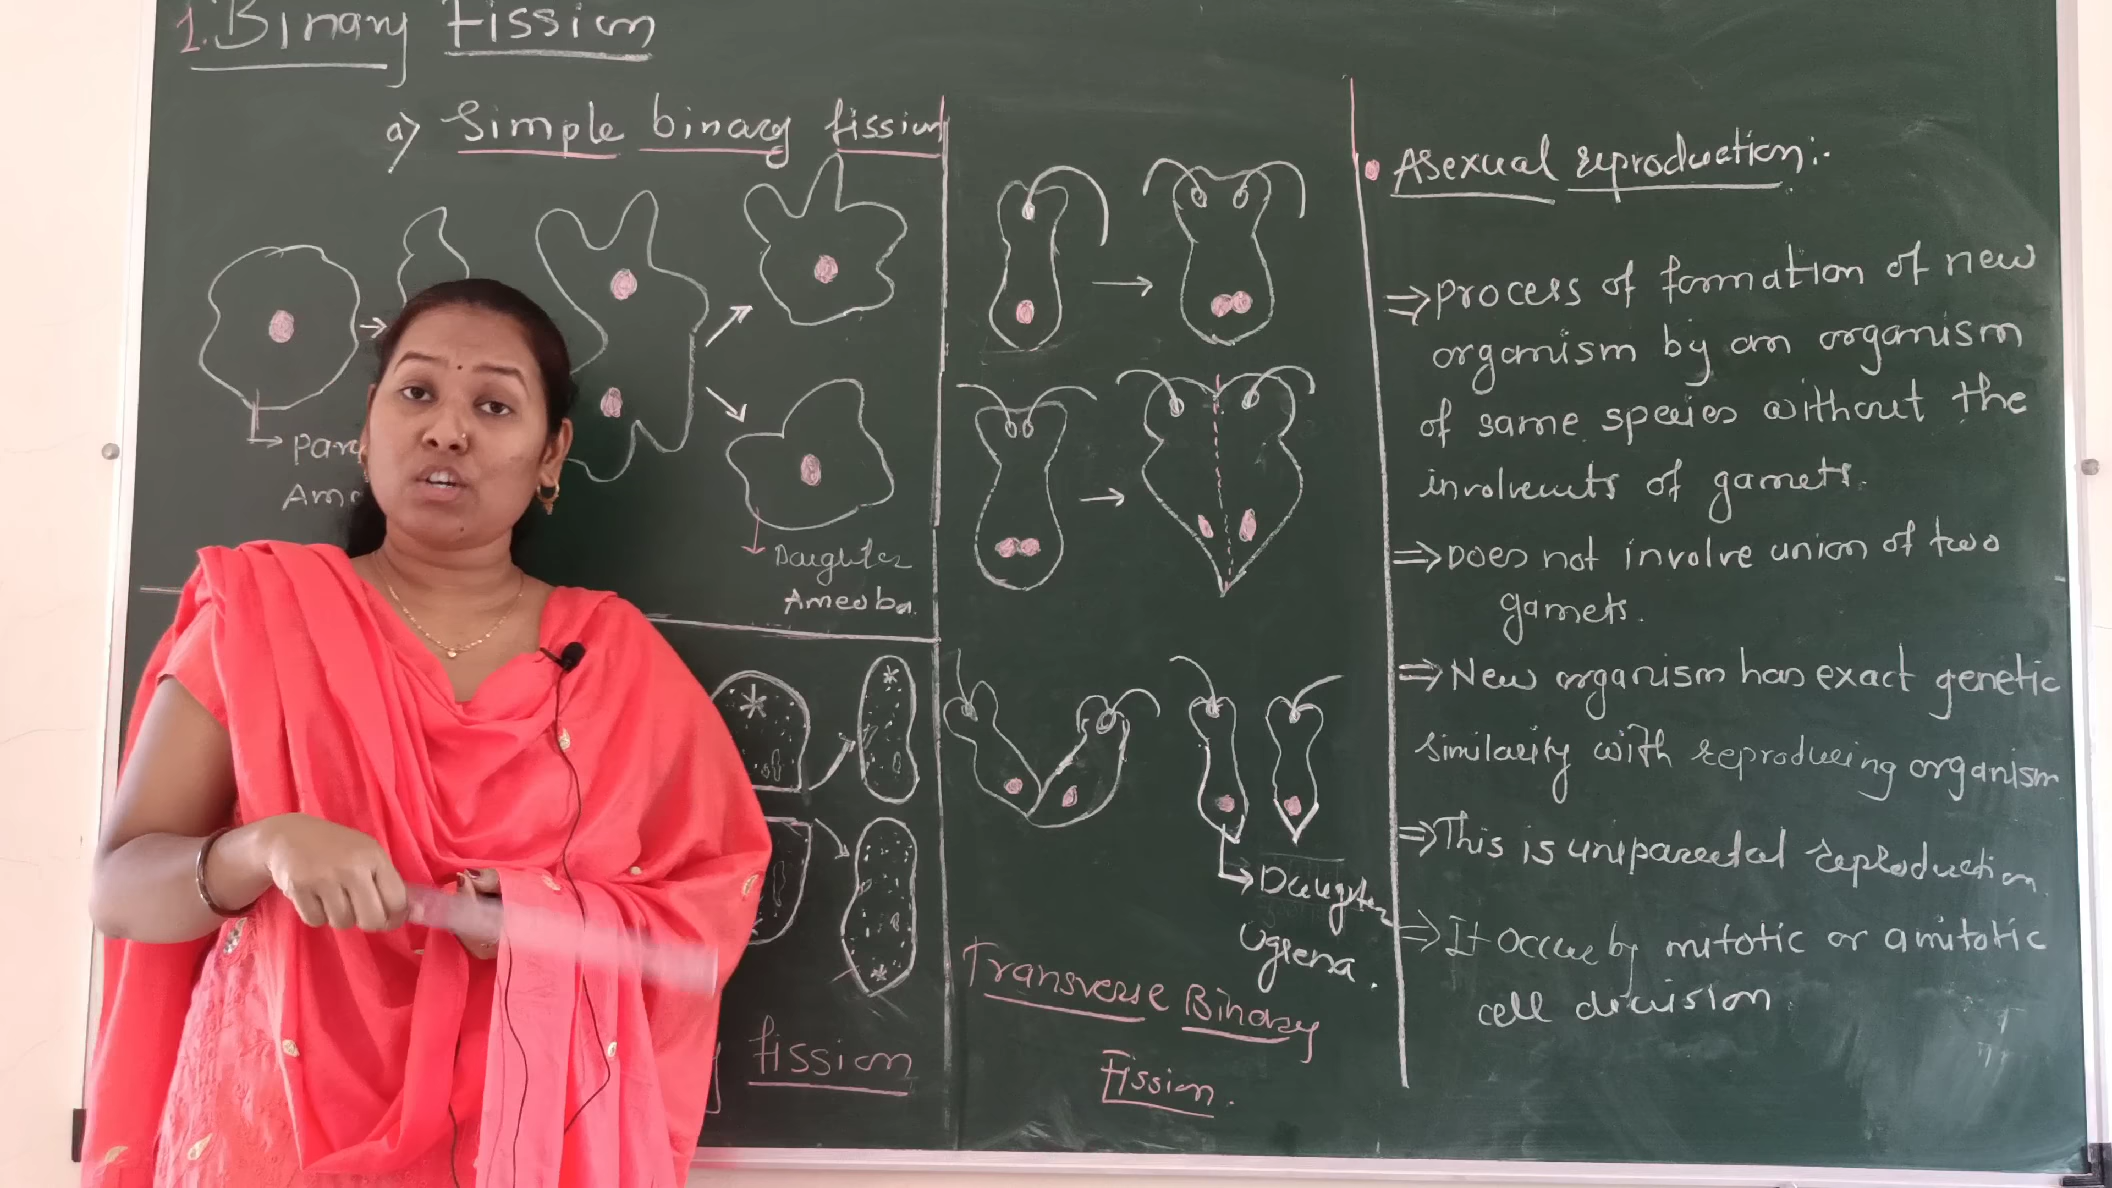 1. Binary Fission
a) Simple binary fission
Daughter
Ameoba.
fission
Daughter
Ugrena.
Transverse Binary
Fission.
Asexual reproduction:-
⇒ process of formation of new
organism by an organism
of same species without the
of gamets.
⇒ Does not involve union of two
gamets.
⇒ New organism has exact genetic
similarity with reproducing organism
⇒ This is uniparental reproduction.
⇒ It occur by mitotic or amitotic
cell